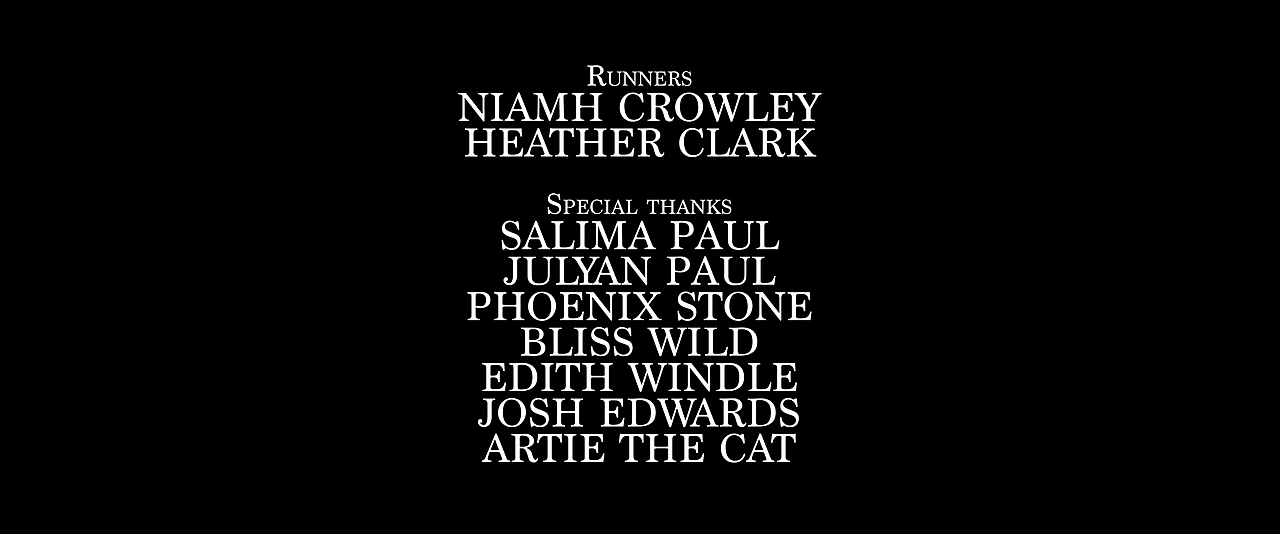 Runners
NIAMH CROWLEY
HEATHER CLARK
Special thanks
SALIMA PAUL
JULYAN PAUL
PHOENIX STONE
BLISS WILD
EDITH WINDLE
JOSH EDWARDS
ARTIE THE CAT